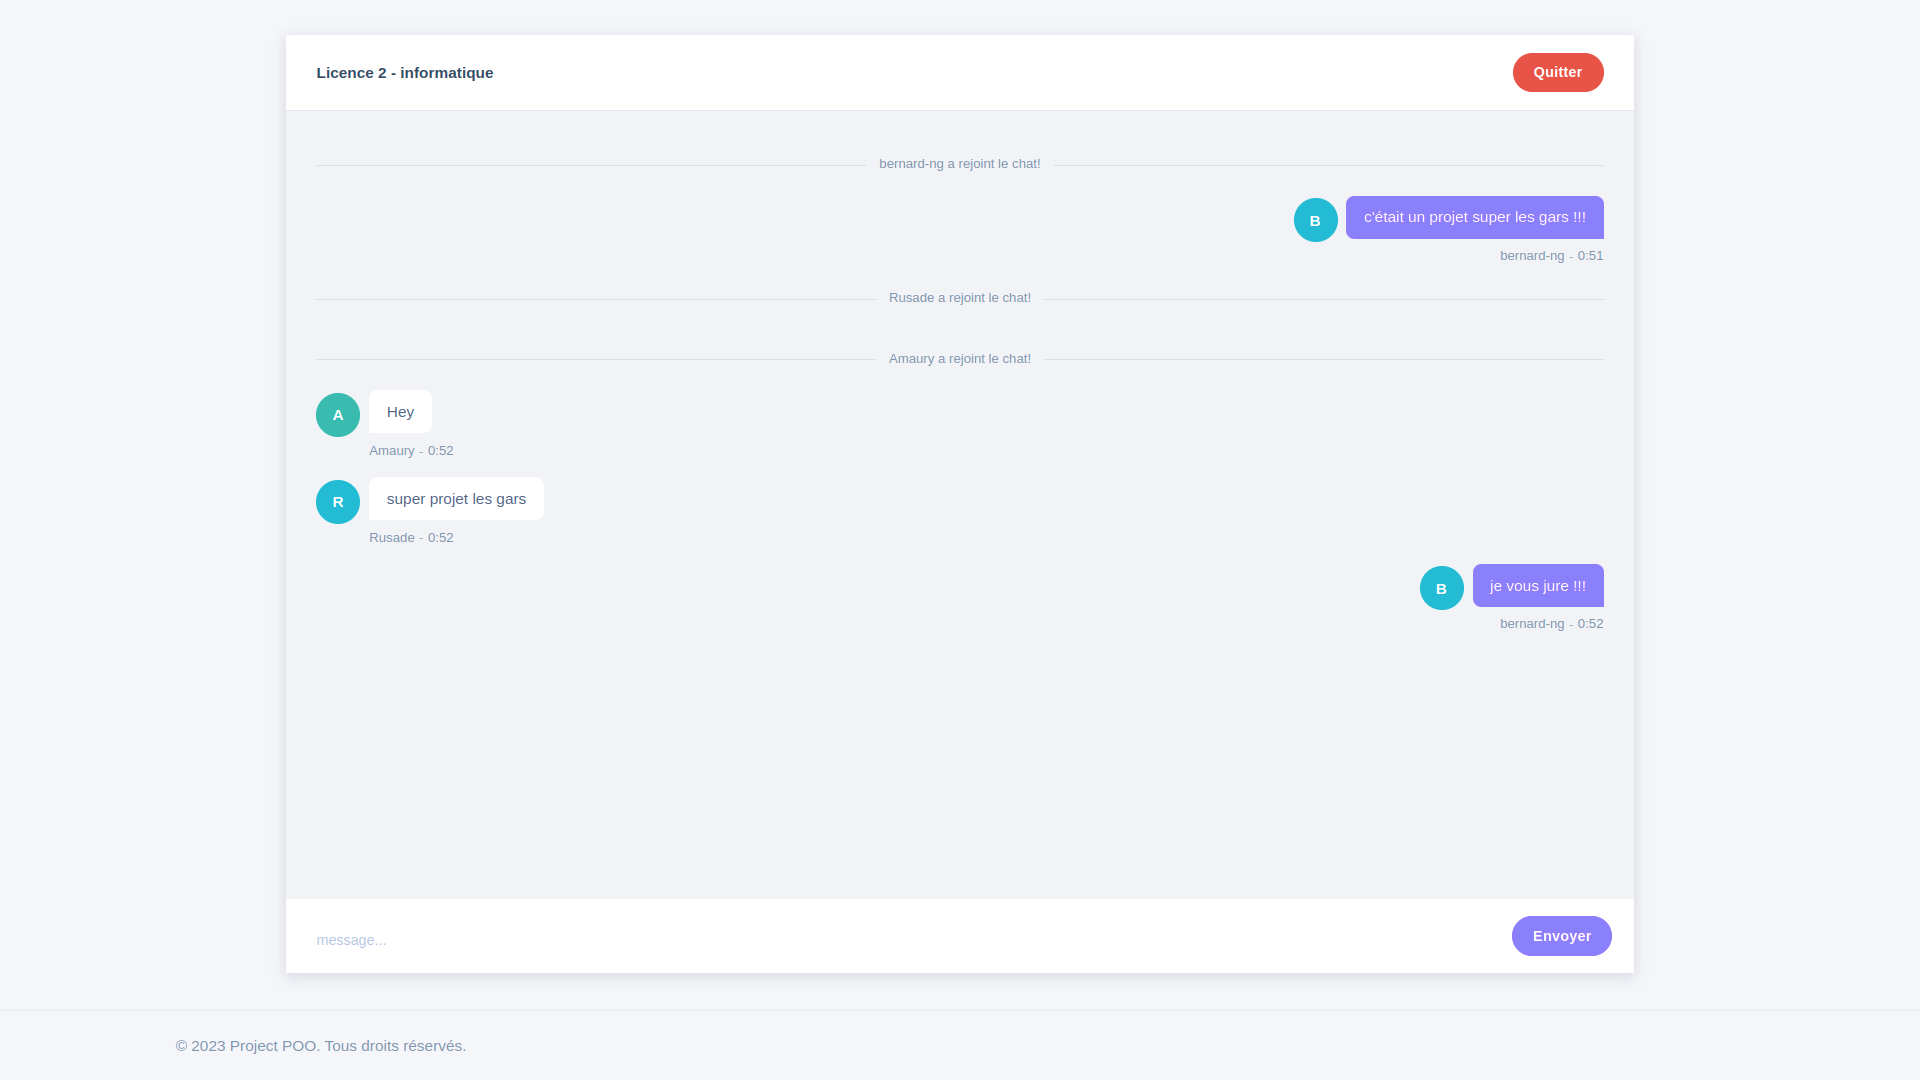 Licence 2 - informatique
Quitter
bernard-ng a rejoint le chat!
B
c'était un projet super les gars !!!
bernard-ng - 0:51
Rusade a rejoint le chat!
Amaury a rejoint le chat!
A
Hey
Amaury - 0:52
R
super projet les gars
Rusade - 0:52
B
je vous jure !!!
bernard-ng - 0:52
message...
Envoyer
© 2023 Project POO. Tous droits réservés.